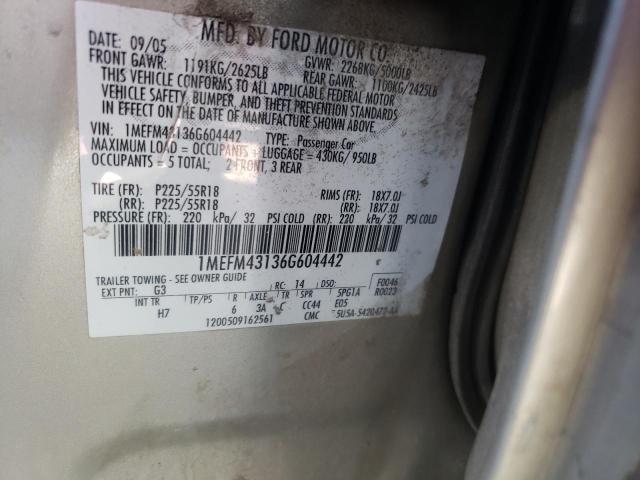 MFD. BY FORD MOTOR CO.
DATE: 09/05 GVWR: 2268KG/5000LB
FRONT GAWR: 1191KG/2625LB REAR GAWR: 1100KG/2425LB
THIS VEHICLE CONFORMS TO ALL APPLICABLE FEDERAL MOTOR
VEHICLE SAFETY, BUMPER, AND THEFT PREVENTION STANDARDS
IN EFFECT ON THE DATE OF MANUFACTURE SHOWN ABOVE.
VIN: 1MEFM43136G604442 TYPE: Passenger Car
MAXIMUM LOAD = OCCUPANTS + LUGGAGE = 430KG/950LB
OCCUPANTS = 5 TOTAL; 2 FRONT, 3 REAR
TIRE (FR): P225/55R18 RIMS (FR): 18X7.0J
(RR): P225/55R18 (RR): 18X7.0J
PRESSURE (FR): 220 kPa/ 32 PSI COLD (RR): 220 kPa/ 32 PSI COLD
1MEFM43136G604442
TRAILER TOWING - SEE OWNER GUIDE
EXT PNT: G3 RC: 14 DSO: F0046
R0023
INT TR TP/PS R AXLE TR SPR 5PG1A
H7 6 3A C CC44 E05
1200509162561 CMC